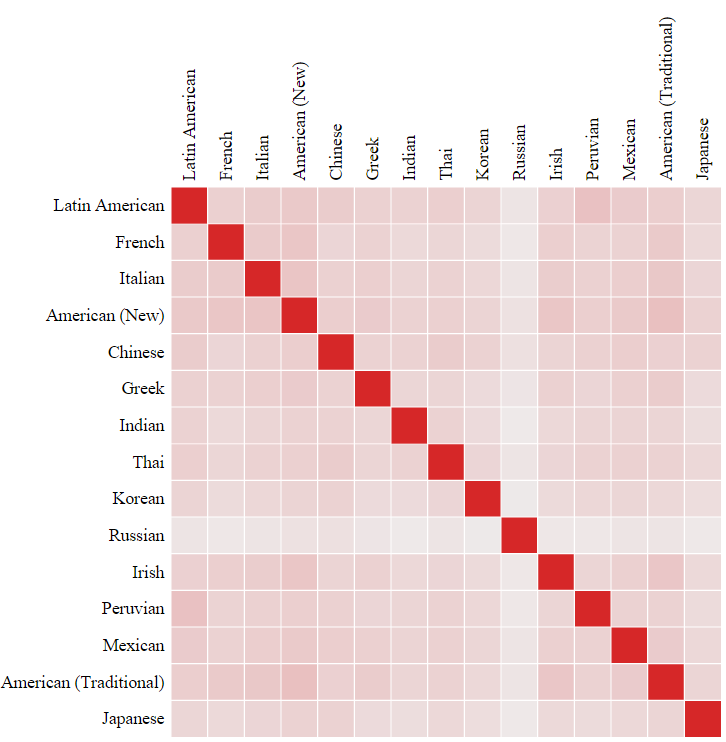 Latin American
French
Italian
American (New)
Chinese
Greek
Indian
Thai
Korean
Russian
Irish
Peruvian
Mexican
American (Traditional)
Japanese
Latin American
French
Italian
American (New)
Chinese
Greek
Indian
Thai
Korean
Russian
Irish
Peruvian
Mexican
American (Traditional)
Japanese